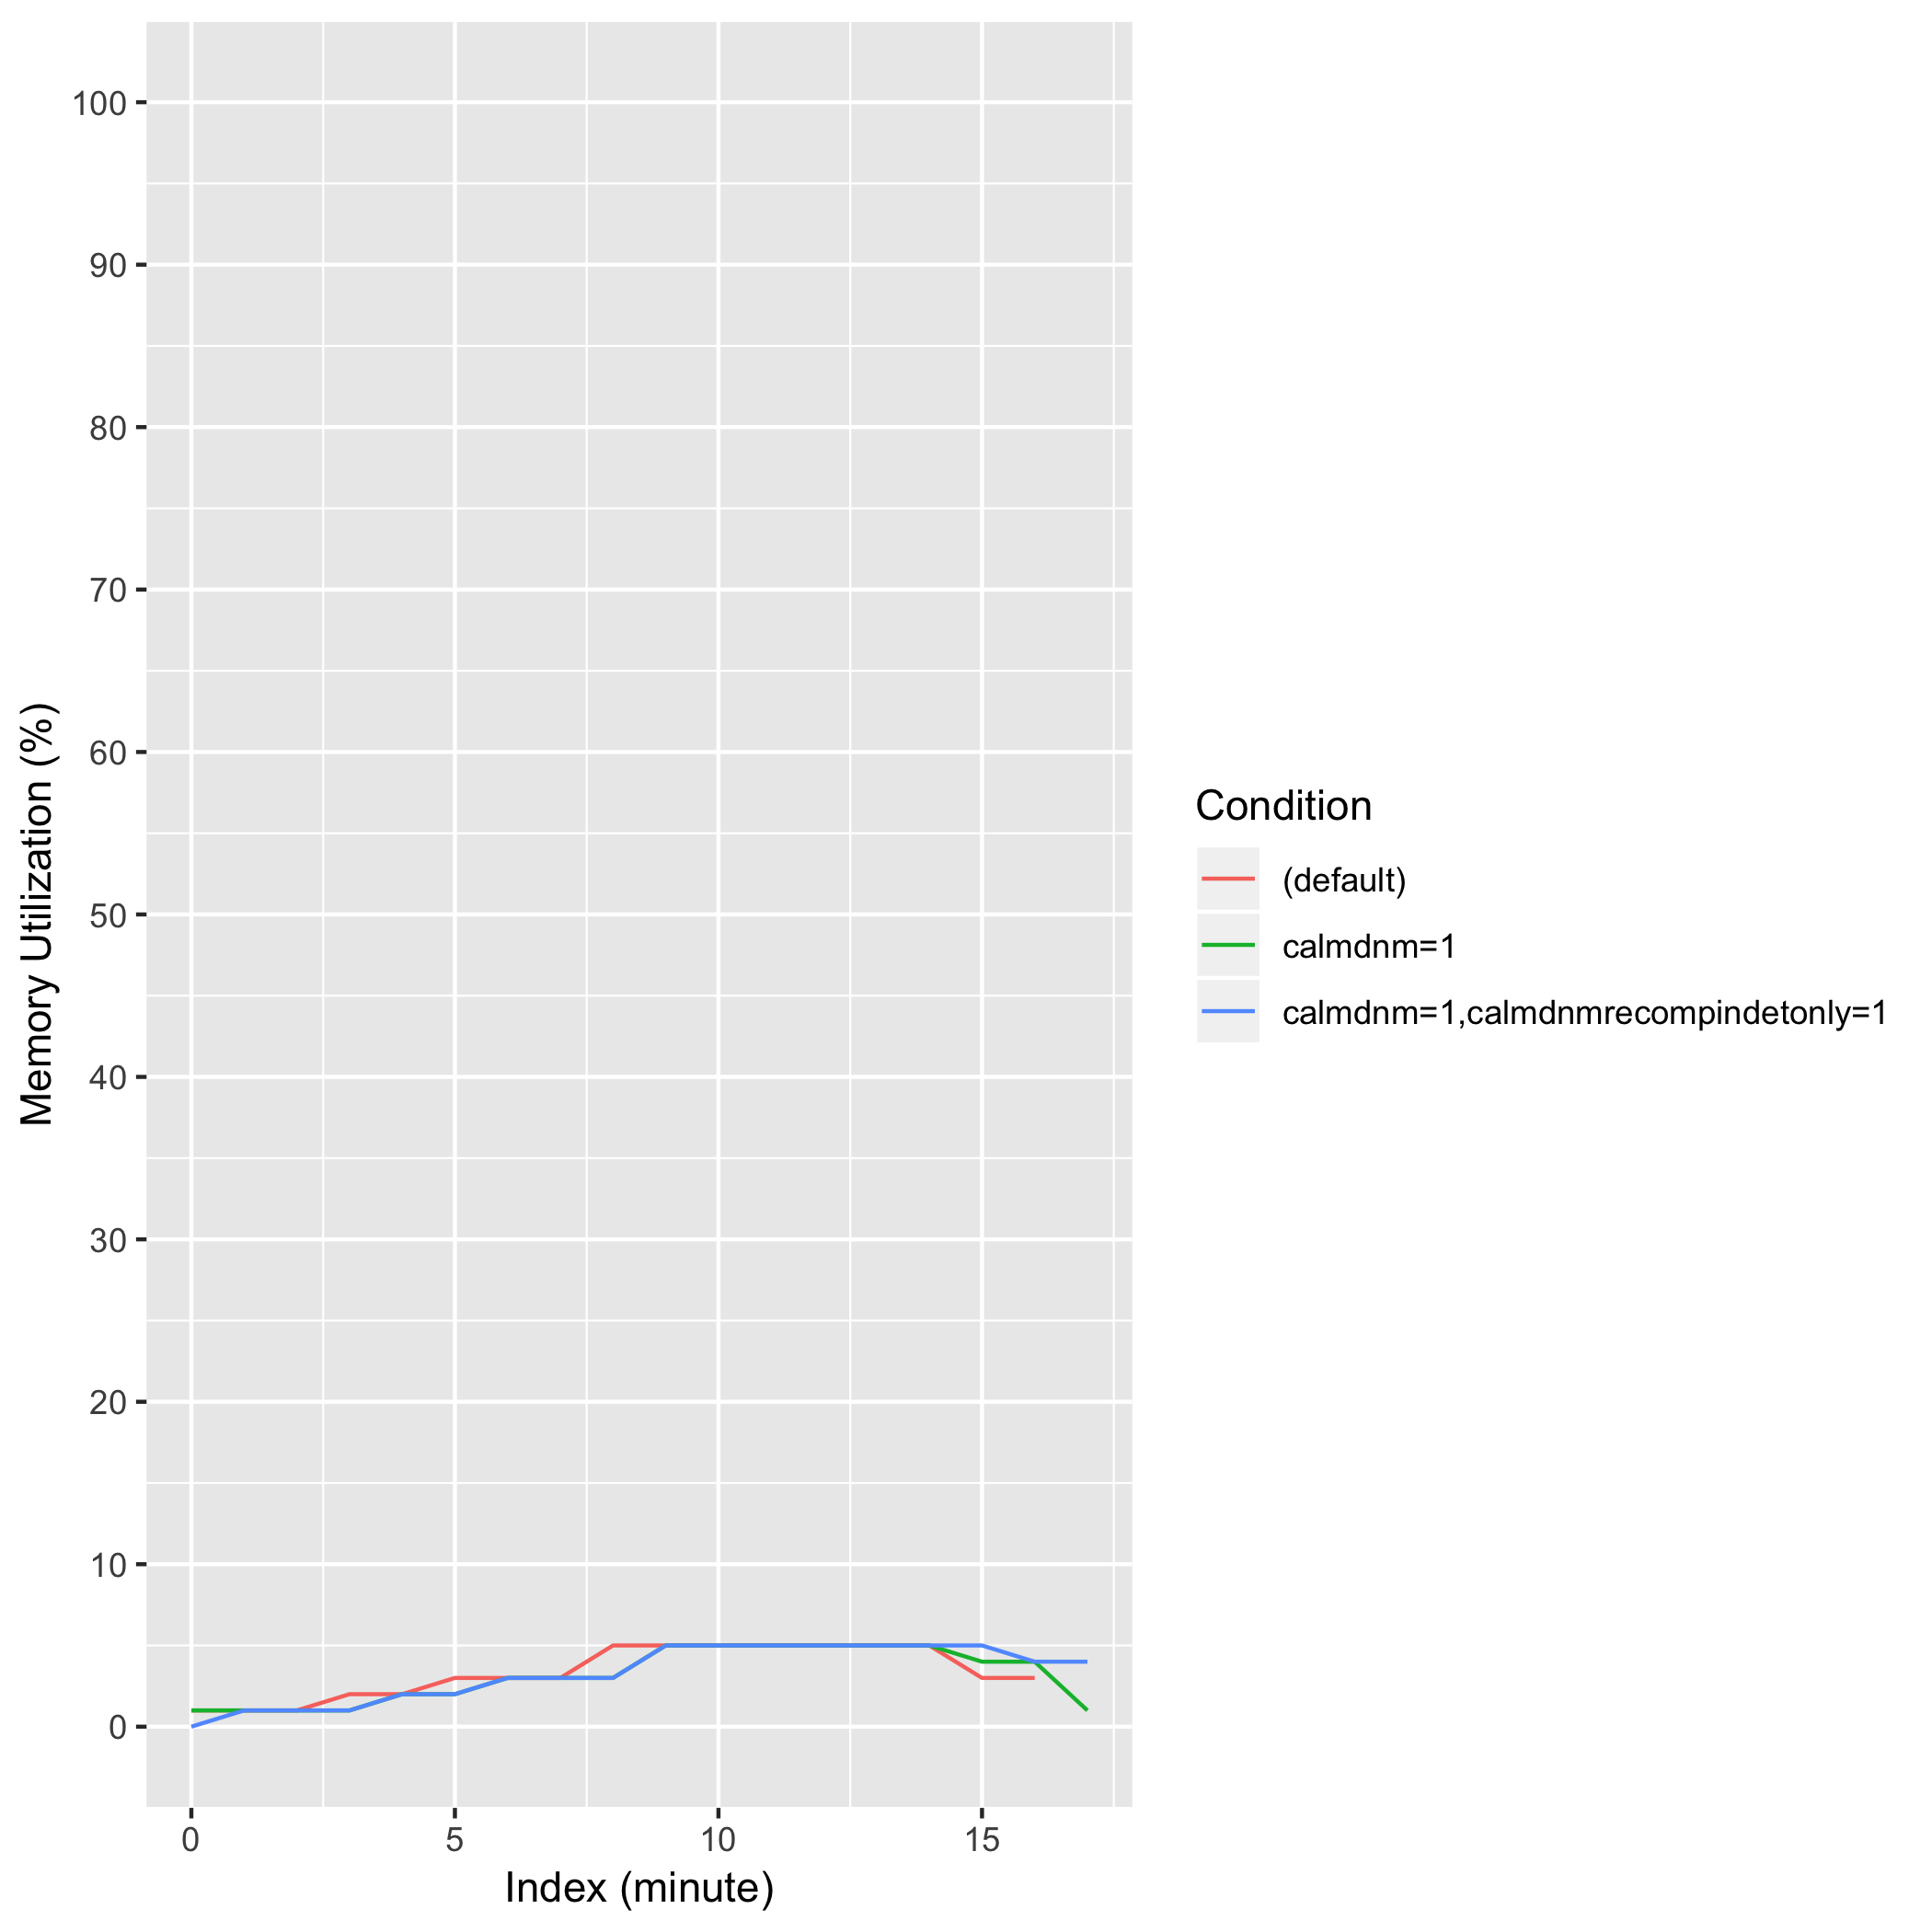 Memory Utilization (%)
100
90
80
70
60
50
40
30
20
10
0
0 5 10 15
Index (minute)
Condition
(default)
calmdnm=1
calmdnm=1,calmdnmrecompindetonly=1